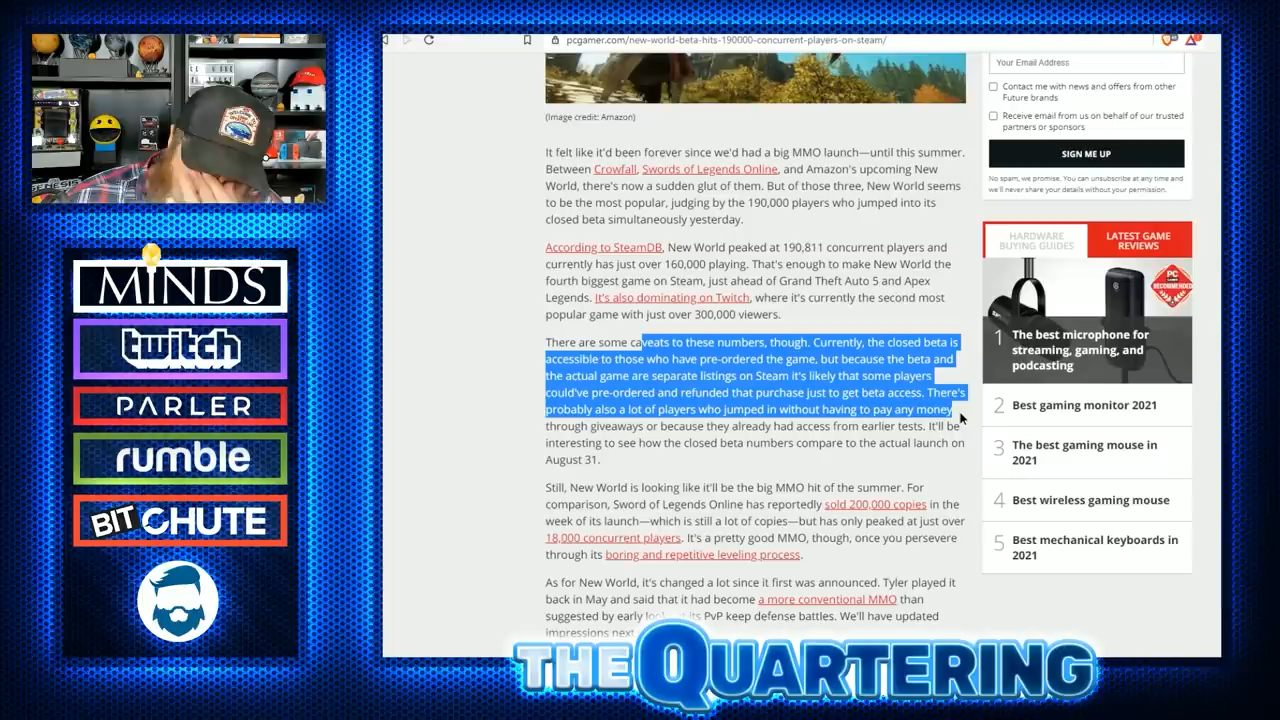 pcgamer.com/new-world-beta-hits-190000-concurrent-players-on-steam/
(Image credit: Amazon)
It felt like it'd been forever since we'd had a big MMO launch—until this summer.
Between Crowfall, Swords of Legends Online, and Amazon's upcoming New
World, there's now a sudden glut of them. But of those three, New World seems
to be the most popular, judging by the 190,000 players who jumped into its
closed beta simultaneously yesterday.
According to SteamDB, New World peaked at 190,811 concurrent players and
currently has just over 160,000 playing. That's enough to make New World the
fourth biggest game on Steam, just ahead of Grand Theft Auto 5 and Apex
Legends. It's also dominating on Twitch, where it's currently the second most
popular game with just over 300,000 viewers.
There are some caveats to these numbers, though. Currently, the closed beta is
accessible to those who have pre-ordered the game, but because the beta and
the actual game are separate listings on Steam it's likely that some players
could've pre-ordered and refunded that purchase just to get beta access. There's
probably also a lot of players who jumped in without having to pay any money
through giveaways or because they already had access from earlier tests. It'll be
interesting to see how the closed beta numbers compare to the actual launch on
August 31.
Still, New World is looking like it'll be the big MMO hit of the summer. For
comparison, Sword of Legends Online has reportedly sold 200,000 copies in the
week of its launch—which is still a lot of copies—but has only peaked at just over
18,000 concurrent players. It's a pretty good MMO, though, once you persevere
through its boring and repetitive leveling process.
As for New World, it's changed a lot since it first was announced. Tyler played it
back in May and said that it had become a more conventional MMO than
suggested by early its PvP keep defense battles. We'll have updated
impressions next
Your Email Address
Contact me with news and offers from other
Future brands
Receive email from us on behalf of our trusted
partners or sponsors
SIGN ME UP
No spam, we promise. You can unsubscribe at any time and
we'll never share your details without your permission.
HARDWARE
BUYING GUIDES
LATEST GAME
REVIEWS
PC GAMER
RECOMMENDED
1 The best microphone for
streaming, gaming, and
podcasting
2 Best gaming monitor 2021
3 The best gaming mouse in
2021
4 Best wireless gaming mouse
5 Best mechanical keyboards in
2021
GENESIS
MINDS
twitch
PARLER
rumble
BITCHUTE
THE QUARTERING